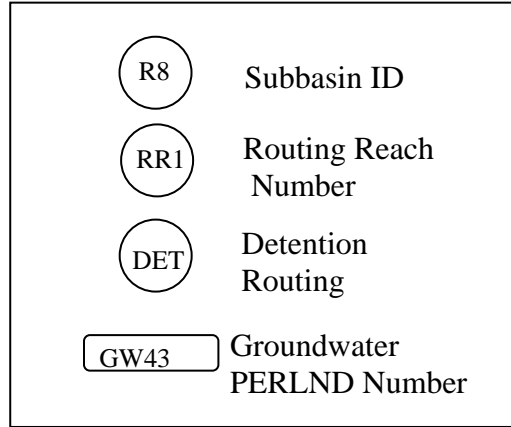 R8 Subbasin ID
RR1 Routing Reach
Number
DET Detention
Routing
GW43 Groundwater
PERLND Number